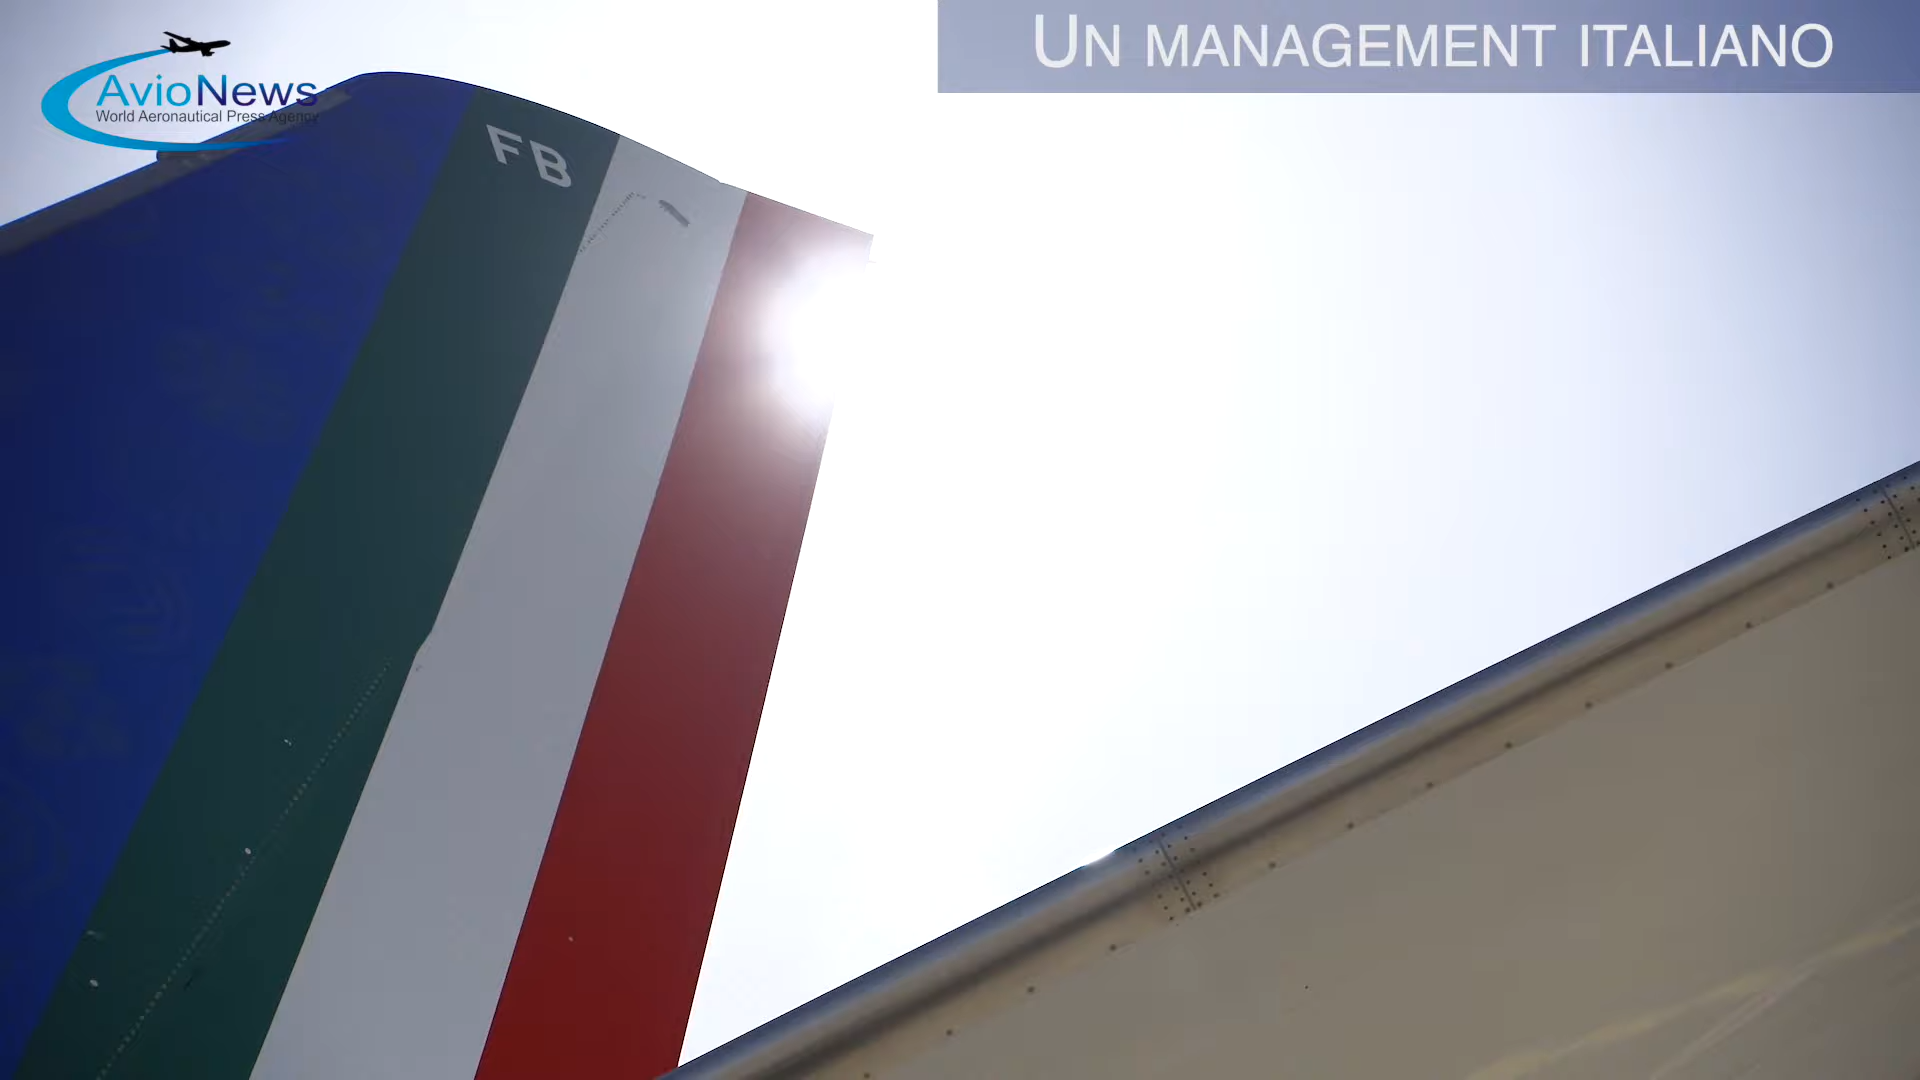 AvioNews
World Aeronautical Press Agency
UN MANAGEMENT ITALIANO
FB